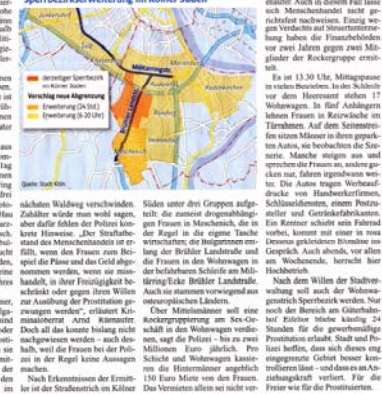 Sperrbezirkserweiterung im Kölner Süden
derzeitiger Sperrbezirk
im Kölner Süden
Vorschlag neue Abgrenzung
Erweiterung (24 Std.)
Erweiterung (6-20 Uhr)
Militärringstr.
Rondorf
Meschenich
Quelle: Stadt Köln
nächsten Waldweg verschwinden.
Zuhälter würde man wohl sagen,
aber dafür fehlen der Polizei kon-
krete Hinweise. „Der Straftatbe-
stand des Menschenhandels ist er-
füllt, wenn den Frauen zum Bei-
spiel die Pässe und das Geld abge-
nommen werden, wenn sie miss-
handelt, in ihrer Freizügigkeit be-
schränkt oder gegen ihren Willen
zur Ausübung der Prostitution ge-
zwungen werden“, erläutert Kri-
minaloberrat Arnd Rüternauer.
Doch all das konnte bislang nicht
nachgewiesen werden – auch des-
halb, weil die Frauen bei der Poli-
zei in der Regel keine Aussagen
machen.
Nach Erkenntnissen der Ermitt-
ler ist der Straßenstrich im Kölner
Süden unter drei Gruppen aufge-
teilt: die zumeist drogenabhängi-
gen Frauen in Meschenich, die in
der Regel in die eigene Tasche
wirtschaften; die Bulgarinnen ent-
lang der Brühler Landstraße und
die Frauen in den Wohnwagen in
der befahrbaren Schleife am Mili-
tärring/Ecke Brühler Landstraße.
Auch sie stammen vorwiegend aus
osteuropäischen Ländern.
Über Mittelsmänner soll eine
Rockergruppierung am Sex-Ge-
schäft in den Wohnwagen verdie-
nen, sagt die Polizei – bis zu zwei
Millionen Euro jährlich. Pro
Schicht und Wohnwagen kassie-
ren die Hintermänner angeblich
150 Euro Miete von den Frauen.
Das Vermieten allein sei nicht ver-
Auch in diesem Fall lasse
sich Menschenhandel nicht ge-
richtsfest nachweisen. Einzig we-
gen Verdachts auf Steuerhinterzie-
hung haben die Finanzbehörden
vor zwei Jahren gegen zwei Mit-
glieder der Rockergruppe ermit-
telt.
Es ist 13.30 Uhr, Mittagspause
in vielen Betrieben. In der Schleife
vor dem Heeresamt stehen 17
Wohnwagen. In fünf Anhängern
lehnen Frauen in Reizwäsche im
Türrahmen. Auf dem Seitenstrei-
fen sitzen Männer in ihren gepark-
ten Autos, sie beobachten die Sze-
nerie. Manche steigen aus und
sprechen die Frauen an, andere gu-
cken nur, fahren irgendwann wei-
ter. Die Autos tragen Werbeauf-
drucke von Handwerkerfirmen,
Schlüsseldiensten, einem Postzu-
steller und Getränkefabrikanten.
Ein Rentner schiebt sein Fahrrad
vorbei, kommt mit einer in rosa
Dessous gekleideten Blondine ins
Gespräch. Auch abends, vor allem
am Wochenende, herrscht hier
Hochbetrieb.
Nach dem Willen der Stadtver-
waltung soll auch der Wohnwa-
genstrich Sperrbezirk werden. Nur
noch der Bereich am Güterbahn-
hof Eifeltor bliebe künftig 24
Stunden für die gewerbsmäßige
Prostitution erlaubt. Stadt und Po-
lizei hoffen, dass sich dieses eng
eingegrenzte Gebiet besser kon-
trollieren lässt – und dass es an An-
ziehungskraft verliert. Für die
Freier wie für die Prostituierten.